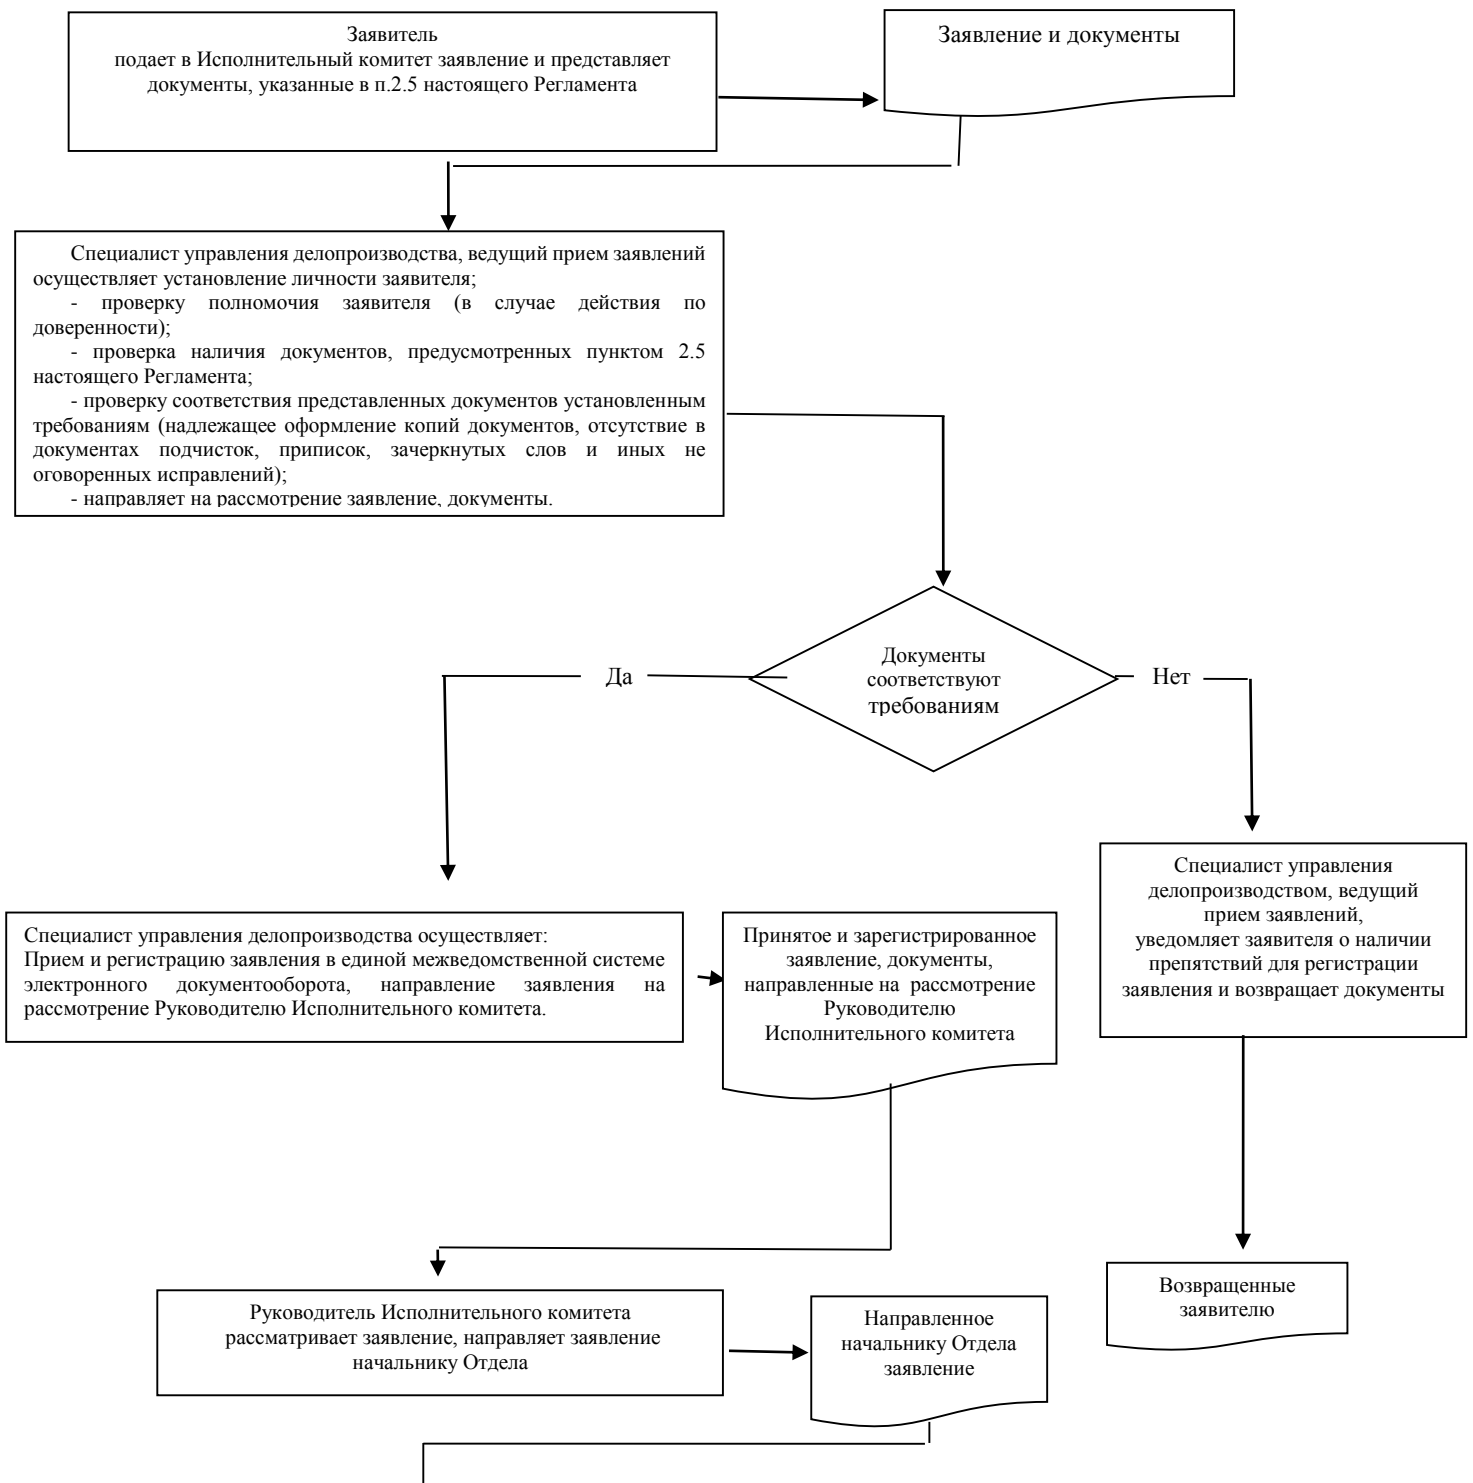 Заявитель
подает в Исполнительный комитет заявление и представляет
документы, указанные в п.2.5 настоящего Регламента
Заявление и документы
Специалист управления делопроизводства, ведущий прием заявлений
осуществляет установление личности заявителя;
- проверку полномочия заявителя (в случае действия по
доверенности);
- проверка наличия документов, предусмотренных пунктом 2.5
настоящего Регламента;
- проверку соответствия представленных документов установленным
требованиям (надлежащее оформление копий документов, отсутствие в
документах подчисток, приписок, зачеркнутых слов и иных не
оговоренных исправлений);
- направляет на рассмотрение заявление, документы.
Документы
соответствуют
требованиям
Да
Нет
Специалист управления
делопроизводством, ведущий
прием заявлений,
уведомляет заявителя о наличии
препятствий для регистрации
заявления и возвращает документы
Специалист управления делопроизводства осуществляет:
Прием и регистрацию заявления в единой межведомственной системе
электронного документооборота, направление заявления на
рассмотрение Руководителю Исполнительного комитета.
Принятое и зарегистрированное
заявление, документы,
направленные на рассмотрение
Руководителю
Исполнительного комитета
Возвращенные
заявителю
Руководитель Исполнительного комитета
рассматривает заявление, направляет заявление
начальнику Отдела
Направленное
начальнику Отдела
заявление